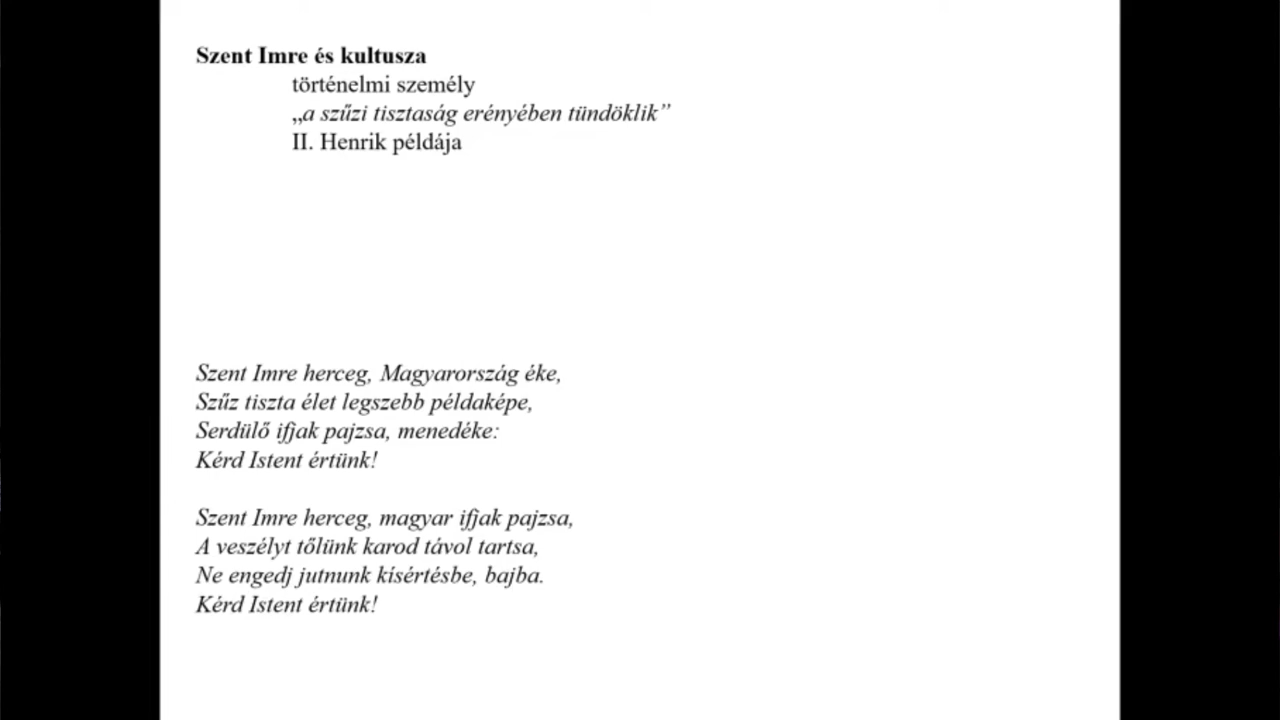 Szent Imre és kultusza
történelmi személy
„a szűzi tisztaság erényében tündöklik”
II. Henrik példája
Szent Imre herceg, Magyarország éke,
Szűz tiszta élet legszebb példaképe,
Serdülő ifjak pajzsa, menedéke:
Kérd Istent értünk!
Szent Imre herceg, magyar ifjak pajzsa,
A veszélyt tőlünk karod távol tartsa,
Ne engedj jutnunk kísértésbe, bajba.
Kérd Istent értünk!